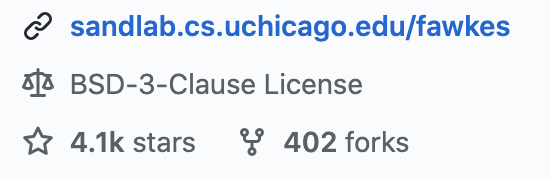 sandlab.cs.uchicago.edu/fawkes
BSD-3-Clause License
4.1k stars 402 forks